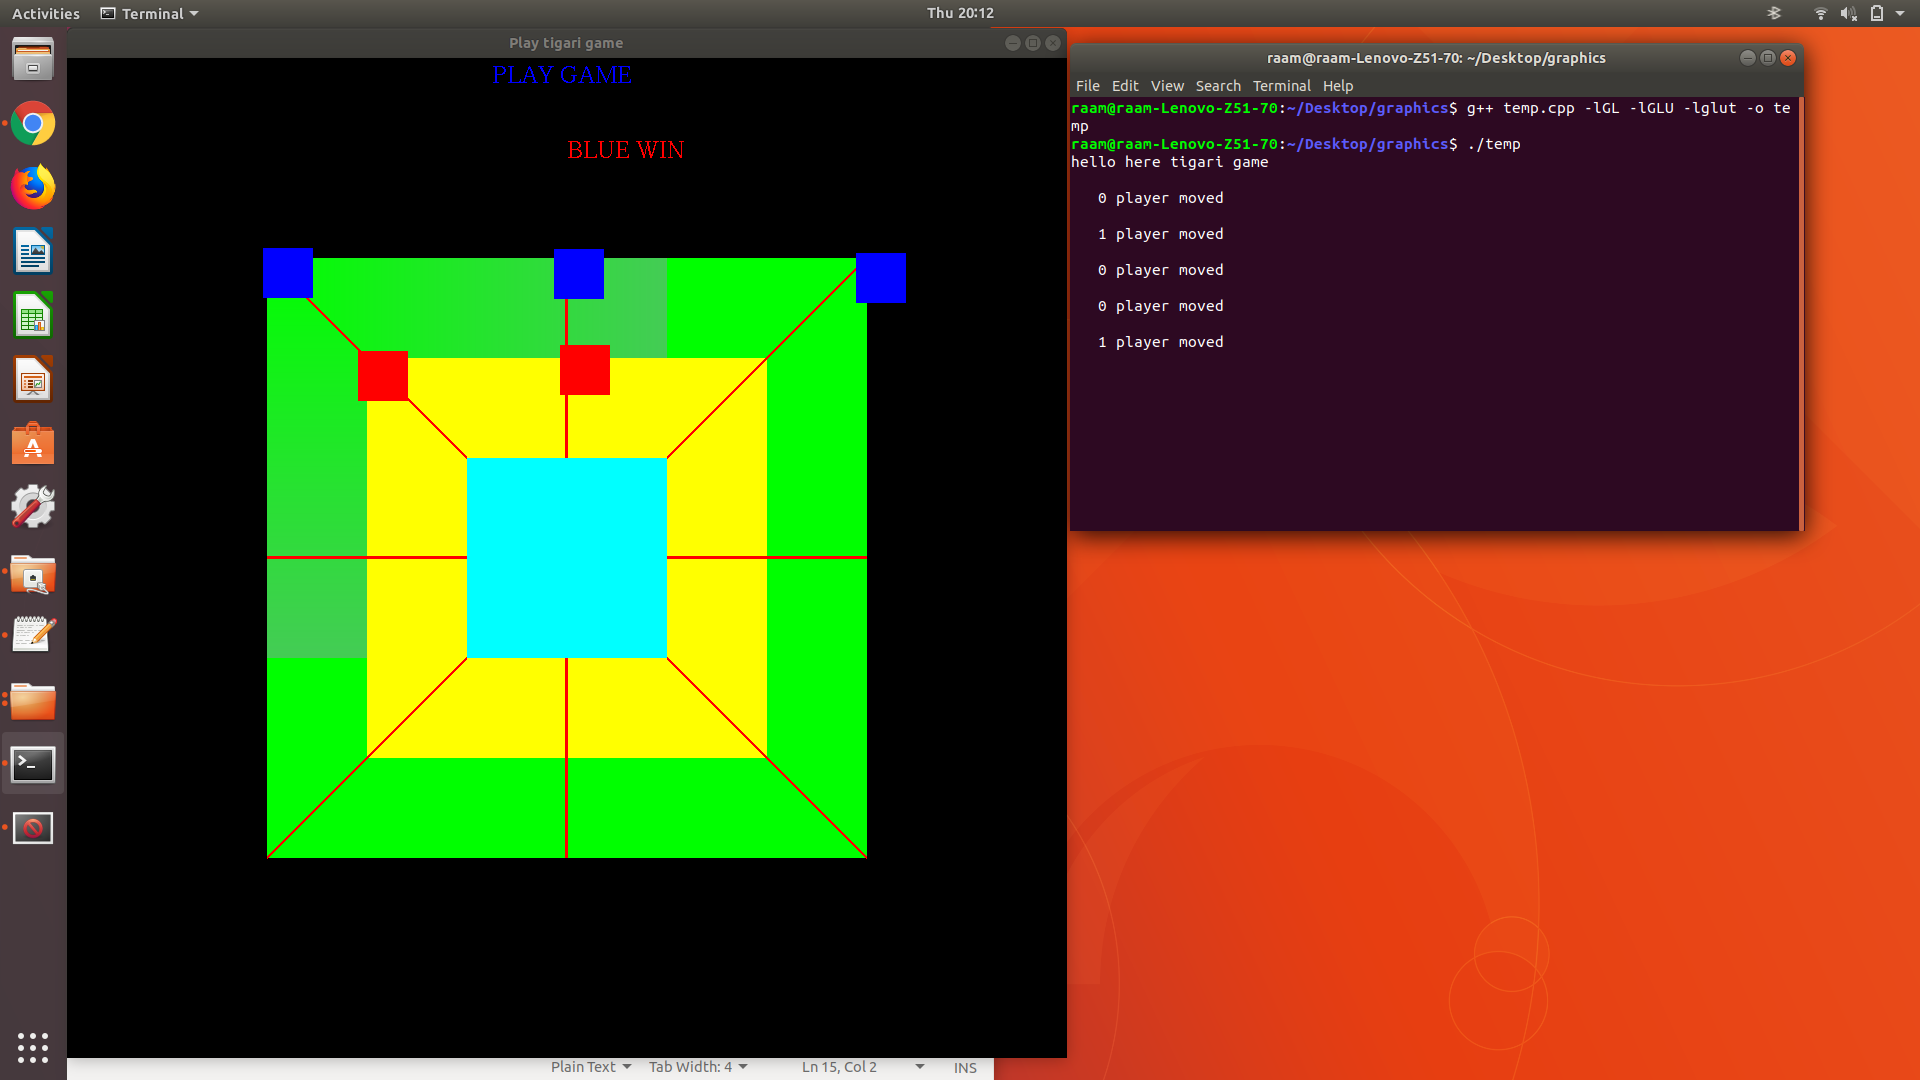 Activities
Terminal
Thu 20:12
Play tigari game
PLAY GAME
BLUE WIN
raam@raam-Lenovo-Z51-70: ~/Desktop/graphics
File Edit View Search Terminal Help
raam@raam-Lenovo-Z51-70:~/Desktop/graphics$ g++ temp.cpp -lGL -lGLU -lglut -o te
mp
raam@raam-Lenovo-Z51-70:~/Desktop/graphics$ ./temp
hello here tigari game
0 player moved
1 player moved
0 player moved
0 player moved
1 player moved
Plain Text Tab Width: 4 Ln 15, Col 2 INS